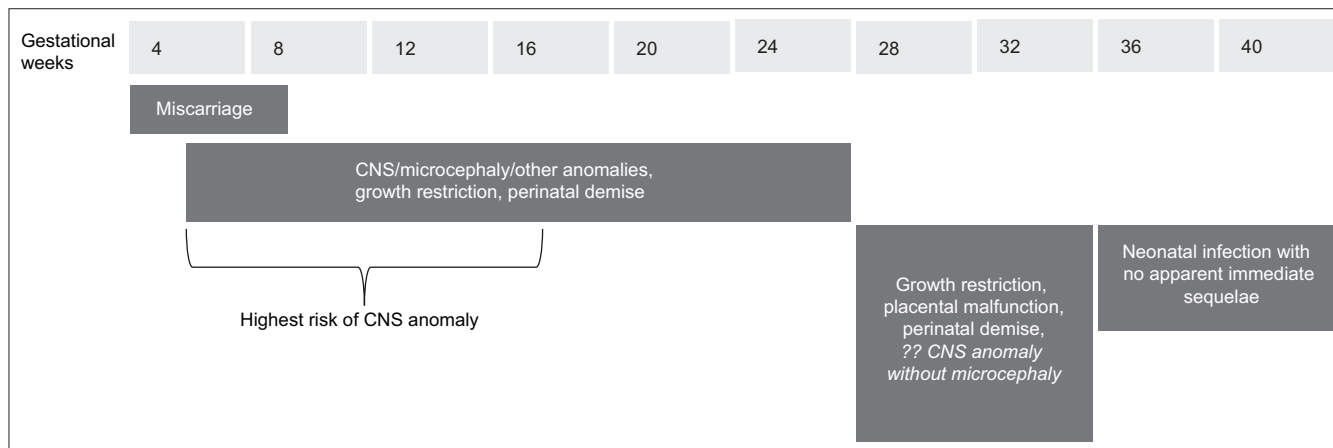 Gestational
weeks
4 8 12 16 20 24 28 32 36 40
Miscarriage
CNS/microcephaly/other anomalies,
growth restriction, perinatal demise
Highest risk of CNS anomaly
Growth restriction,
placental malfunction,
perinatal demise,
?? CNS anomaly
without microcephaly
Neonatal infection with
no apparent immediate
sequelae